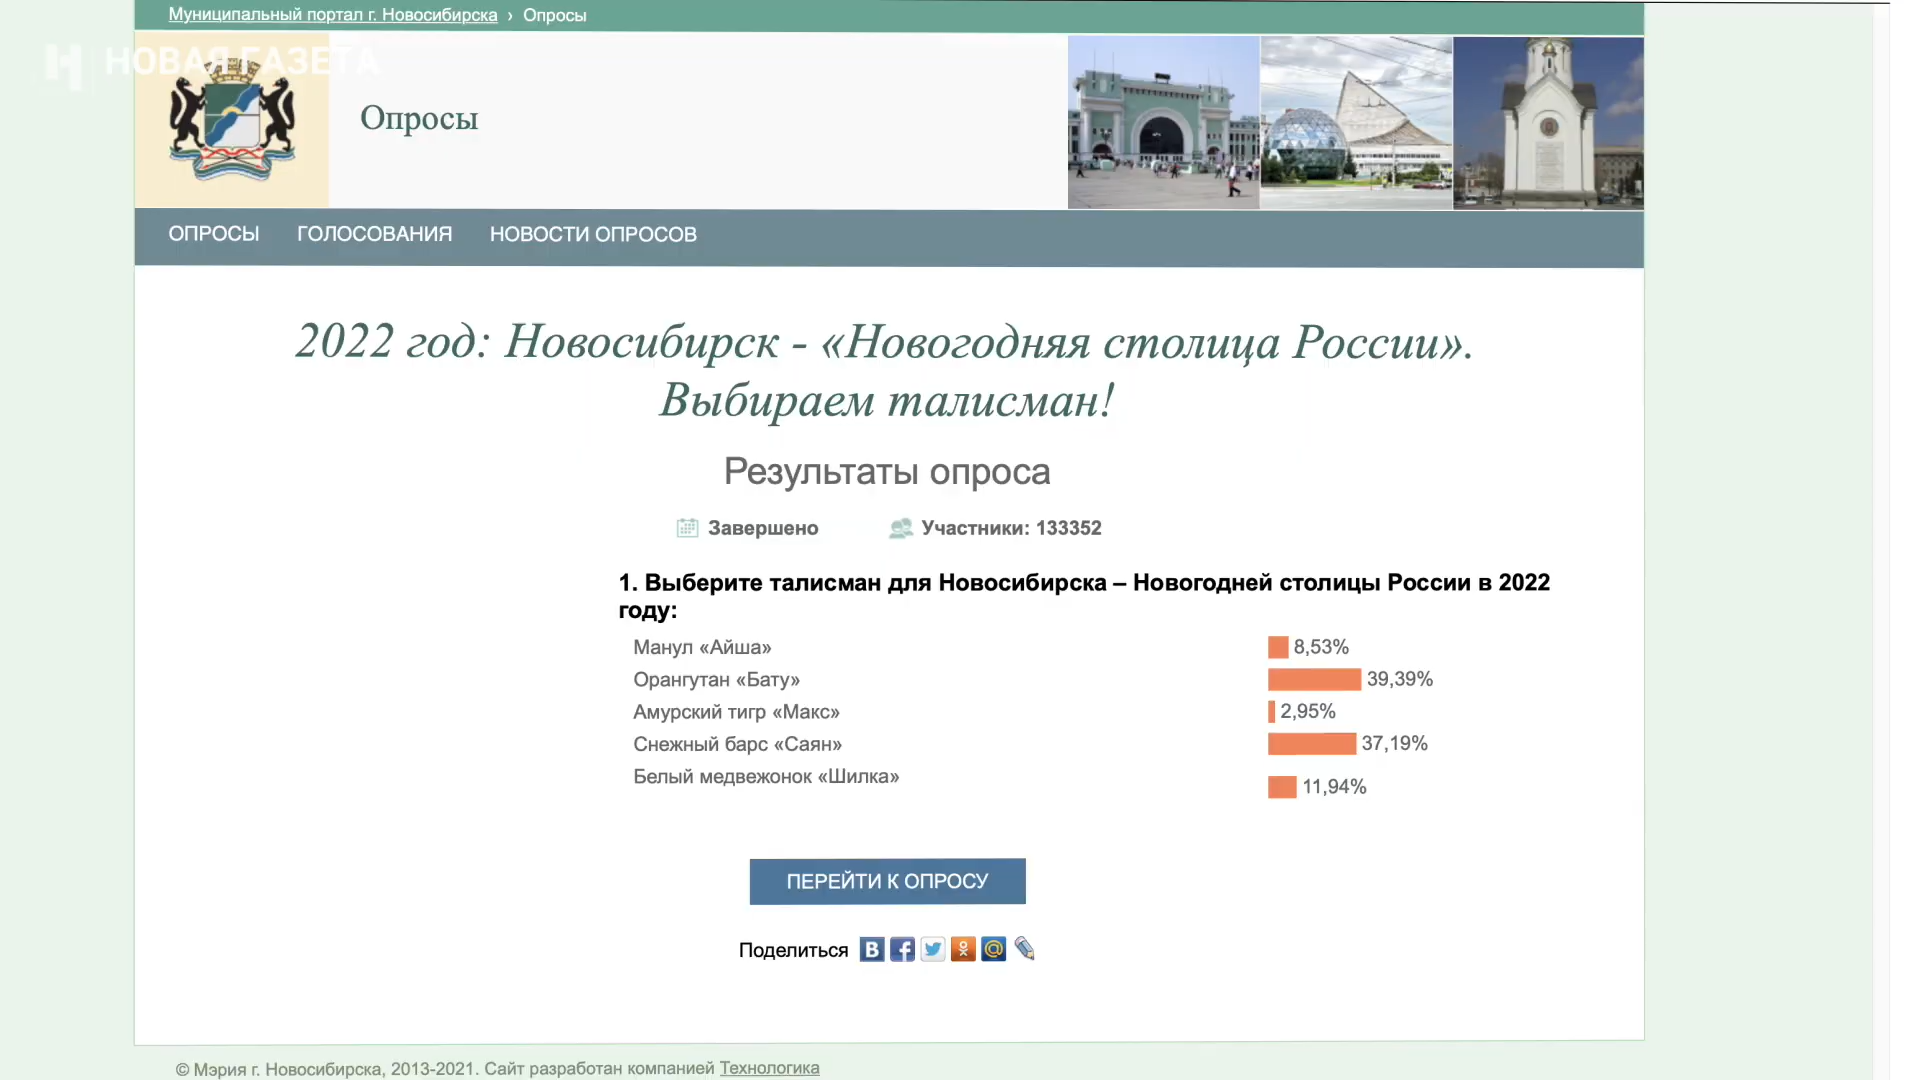 Муниципальный портал г. Новосибирска › Опросы
НОВАЯ ГАЗЕТА
Опросы
ОПРОСЫ ГОЛОСОВАНИЯ НОВОСТИ ОПРОСОВ
2022 год: Новосибирск - «Новогодняя столица России».
Выбираем талисман!
Результаты опроса
Завершено Участники: 133352
1. Выберите талисман для Новосибирска – Новогодней столицы России в 2022
году:
Манул «Айша» 8,53%
Орангутан «Бату» 39,39%
Амурский тигр «Макс» 2,95%
Снежный барс «Саян» 37,19%
Белый медвежонок «Шилка» 11,94%
ПЕРЕЙТИ К ОПРОСУ
Поделиться
© Мэрия г. Новосибирска, 2013-2021. Сайт разработан компанией Технологика